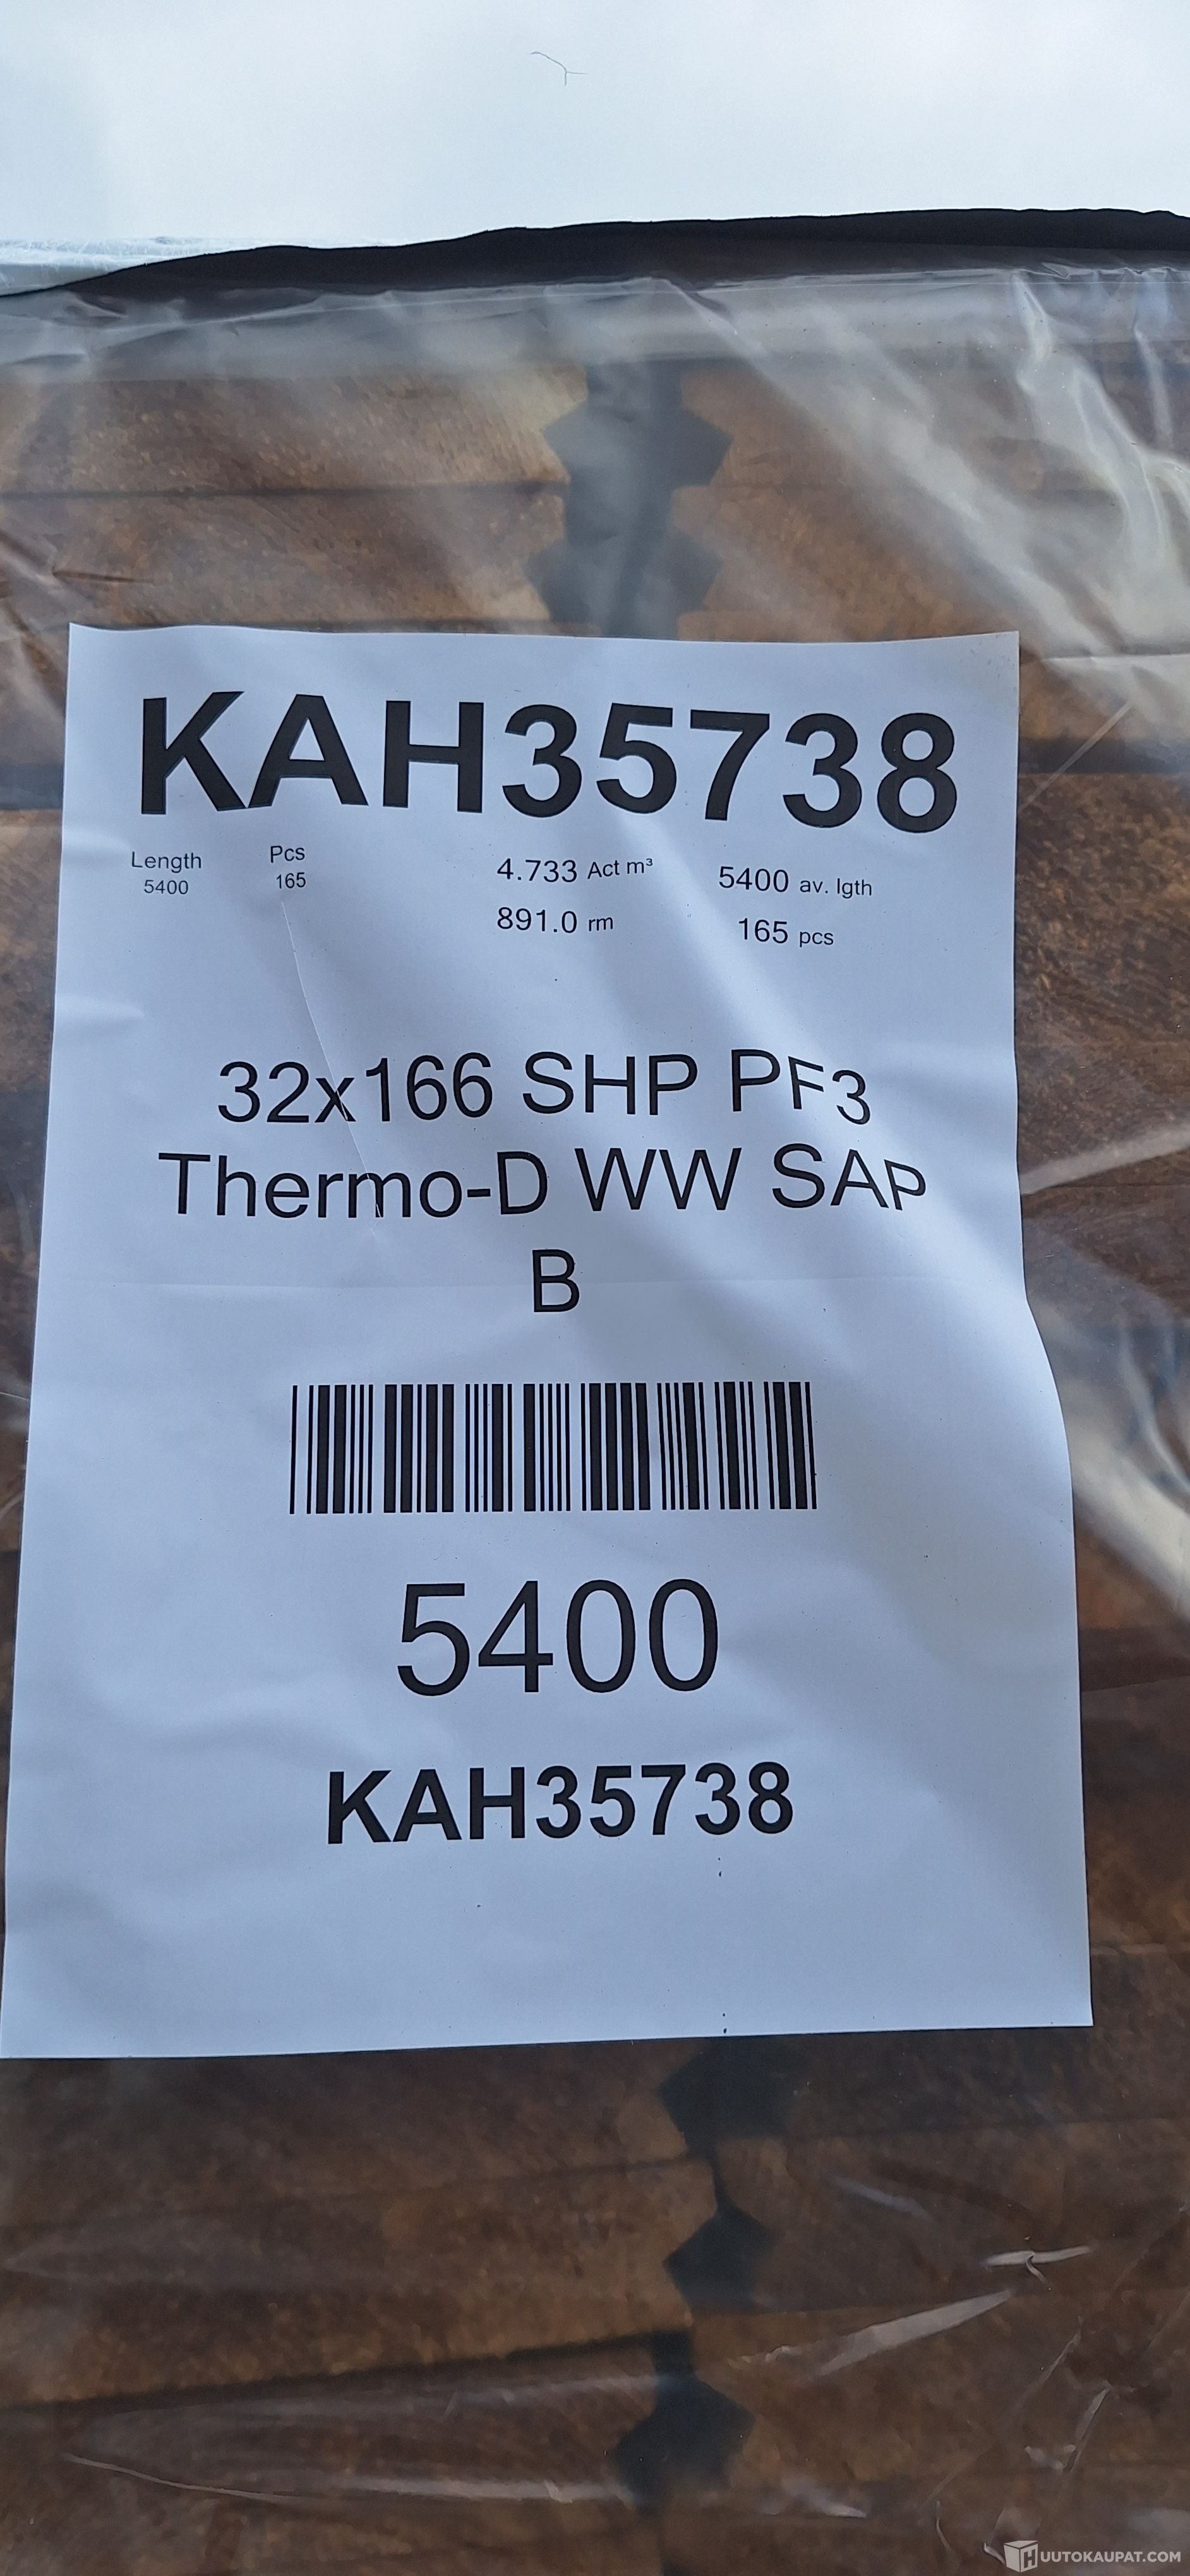 KAH35738
Length Pcs 4.733 Act m³ 5400 av. lgth
5400 165 891.0 rm 165 pcs
32x166 SHP PF3
Thermo-D WW SAP
B
5400
KAH35738
HUUTOKAUPAT.COM